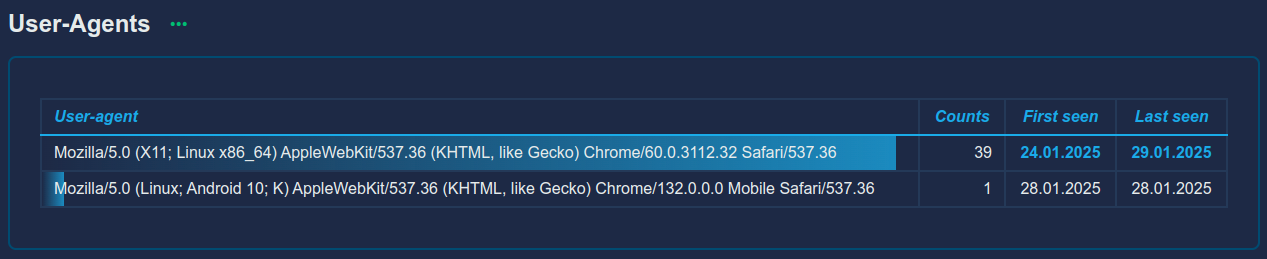 User-Agents ···
User-agent Counts First seen Last seen
Mozilla/5.0 (X11; Linux x86_64) AppleWebKit/537.36 (KHTML, like Gecko) Chrome/60.0.3112.32 Safari/537.36 39 24.01.2025 29.01.2025
Mozilla/5.0 (Linux; Android 10; K) AppleWebKit/537.36 (KHTML, like Gecko) Chrome/132.0.0.0 Mobile Safari/537.36 1 28.01.2025 28.01.2025